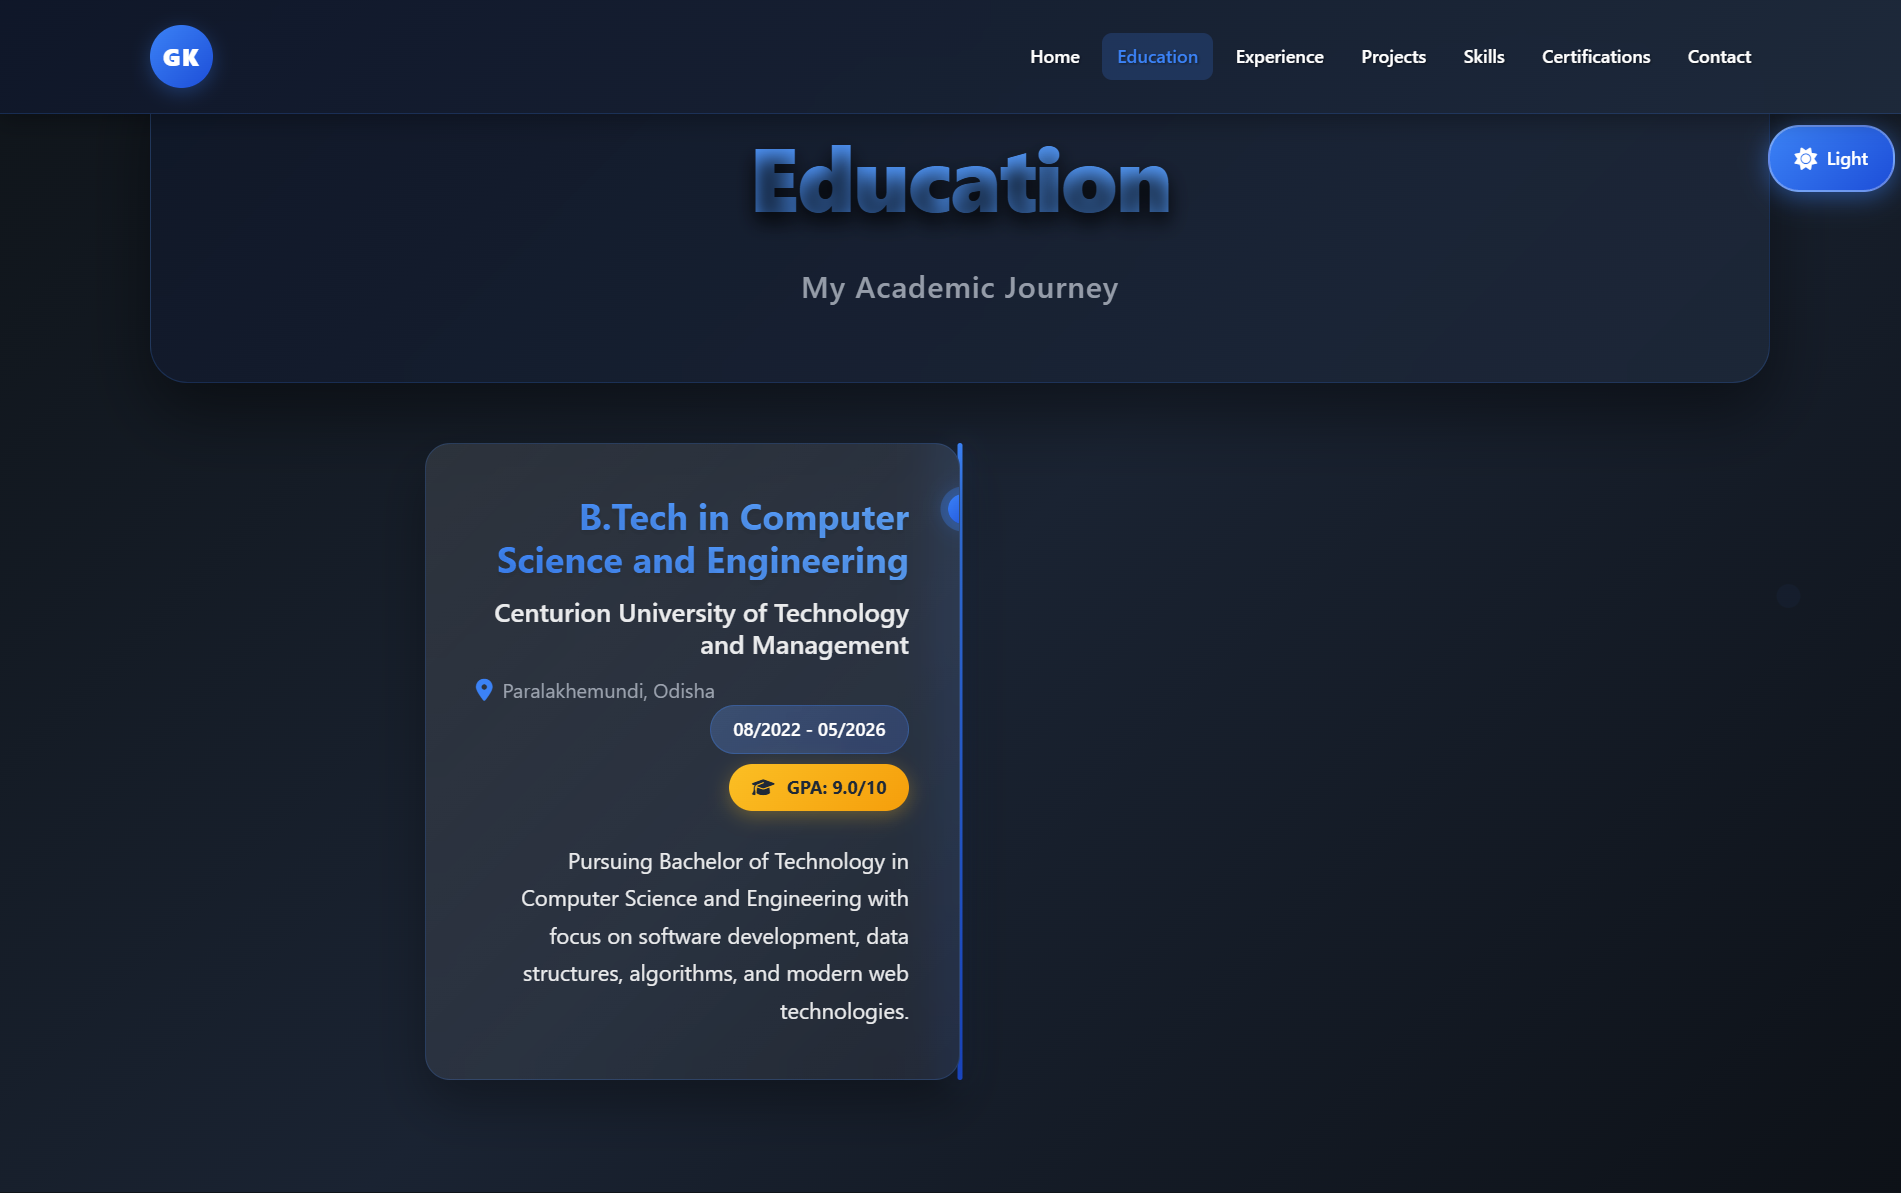 GK
Home Education Experience Projects Skills Certifications Contact
Light
Education
My Academic Journey
B.Tech in Computer
Science and Engineering
Centurion University of Technology
and Management
Paralakhemundi, Odisha
08/2022 - 05/2026
GPA: 9.0/10
Pursuing Bachelor of Technology in
Computer Science and Engineering with
focus on software development, data
structures, algorithms, and modern web
technologies.